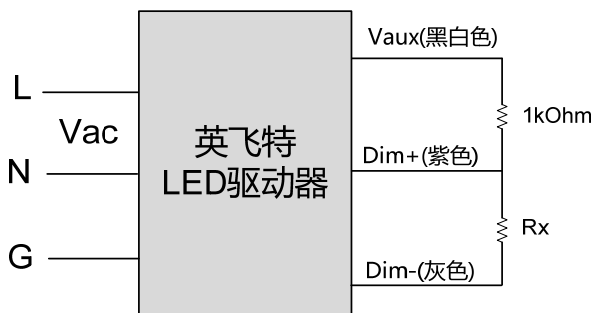 Vaux(黑白色)
L
1kOhm
Vac
英飞特
LED驱动器
Dim+(紫色)
N
Rx
G
Dim-(灰色)